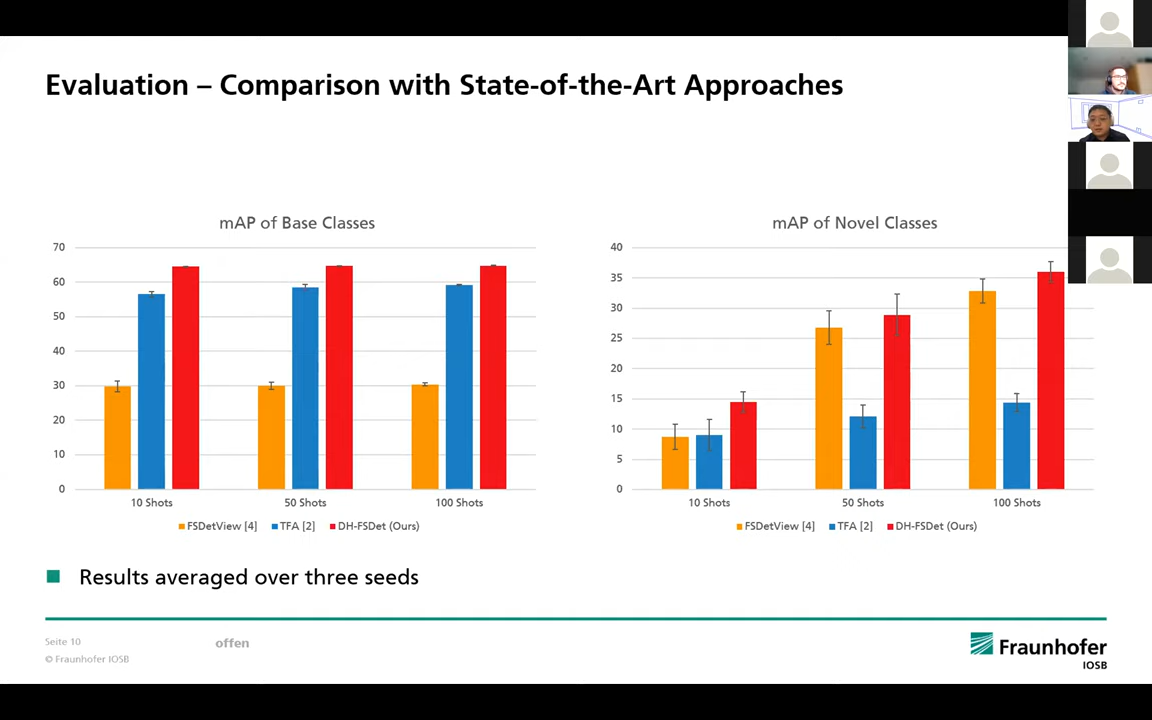 Evaluation – Comparison with State-of-the-Art Approaches
mAP of Base Classes
70
60
50
40
30
20
10
0
10 Shots
50 Shots
100 Shots
FSDetView [4]
TFA [2]
DH-FSDet (Ours)
mAP of Novel Classes
40
35
30
25
20
15
10
5
0
10 Shots
50 Shots
100 Shots
FSDetView [4]
TFA [2]
DH-FSDet (Ours)
Results averaged over three seeds
Seite 10
offen
© Fraunhofer IOSB
Fraunhofer
IOSB